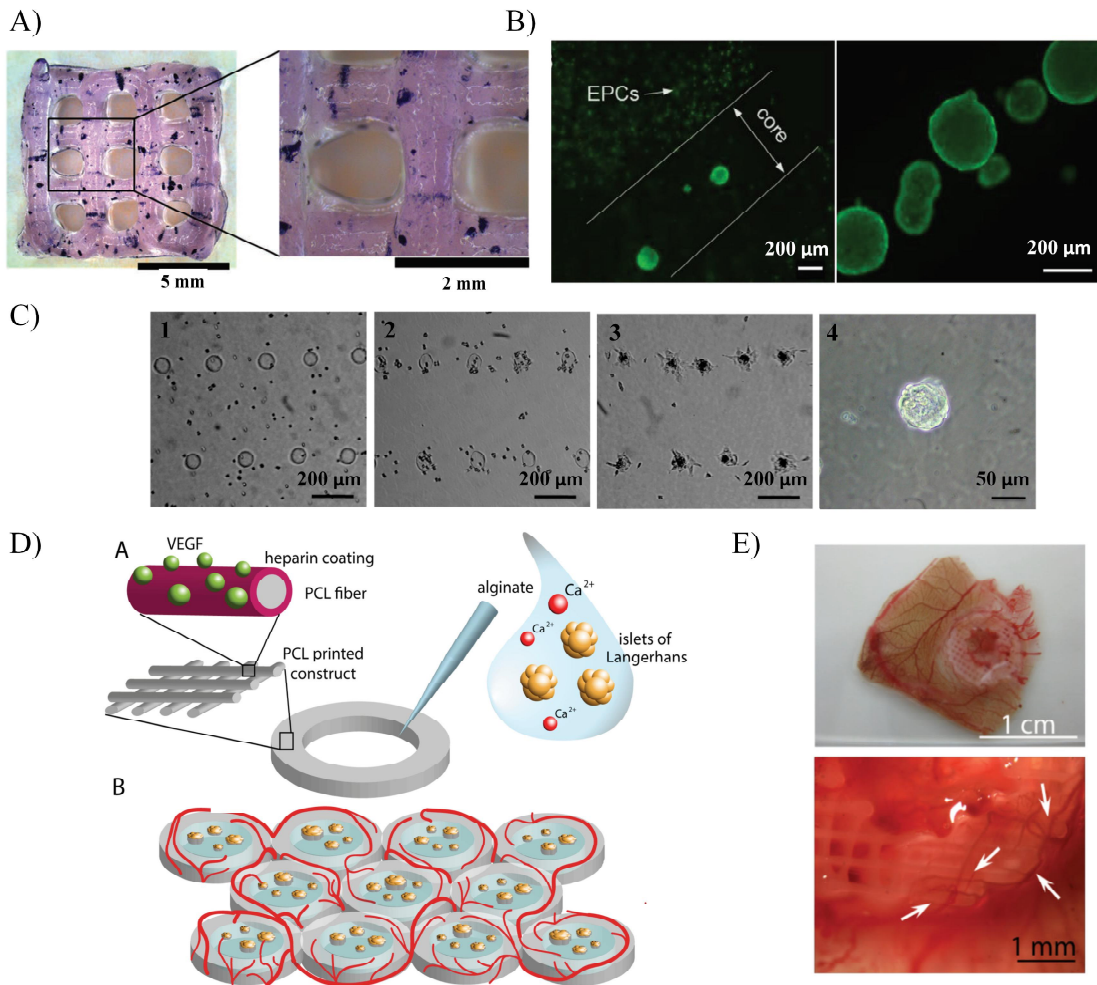 A)
5 mm
2 mm
B)
EPCs
core
200 µm
200 µm
C)
1
2
3
4
200 µm
200 µm
200 µm
50 µm
D)
A
VEGF
heparin coating
PCL fiber
PCL printed
construct
alginate
Ca2+
Ca2+
islets of
Langerhans
Ca2+
B
E)
1 cm
1 mm